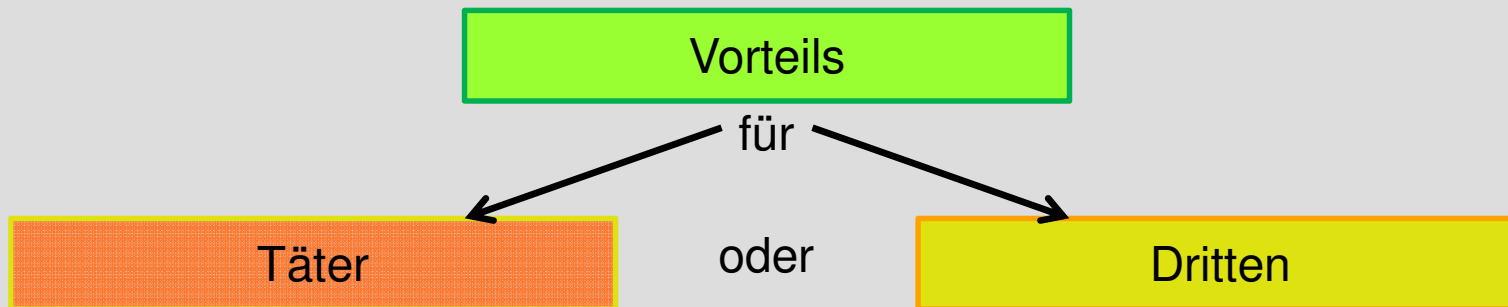 Vorteils
für
Täter
oder
Dritten